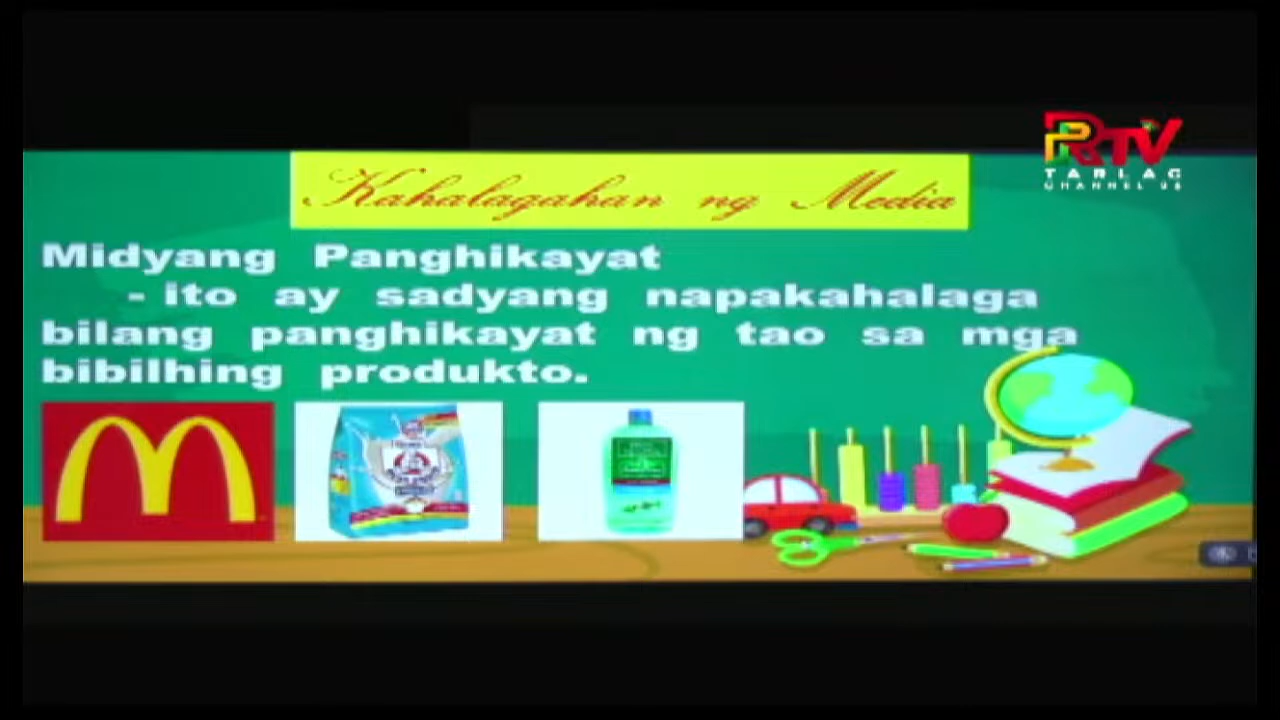 RTV
TARLAC
Kahalagahan ng Media
Midyang Panghikayat
- ito ay sadyang napakahalaga
bilang panghikayat ng tao sa mga
bibilhing produkto.